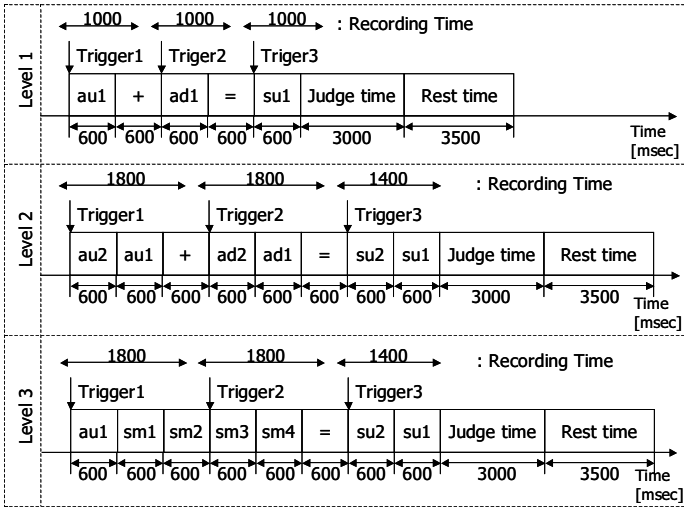 1000 1000 1000 : Recording Time
Trigger1 Triger2 Triger3
Level 1
au1 + ad1 = su1 Judge time Rest time
600 600 600 600 600 3000 3500 Time
[msec]
1800 1800 1400 : Recording Time
Trigger1 Trigger2 Trigger3
Level 2
au2 au1 + ad2 ad1 = su2 su1 Judge time Rest time
600 600 600 600 600 600 600 600 3000 3500 Time
[msec]
1800 1800 1400 : Recording Time
Trigger1 Trigger2 Trigger3
Level 3
au1 sm1 sm2 sm3 sm4 = su2 su1 Judge time Rest time
600 600 600 600 600 600 600 600 3000 3500 Time
[msec]